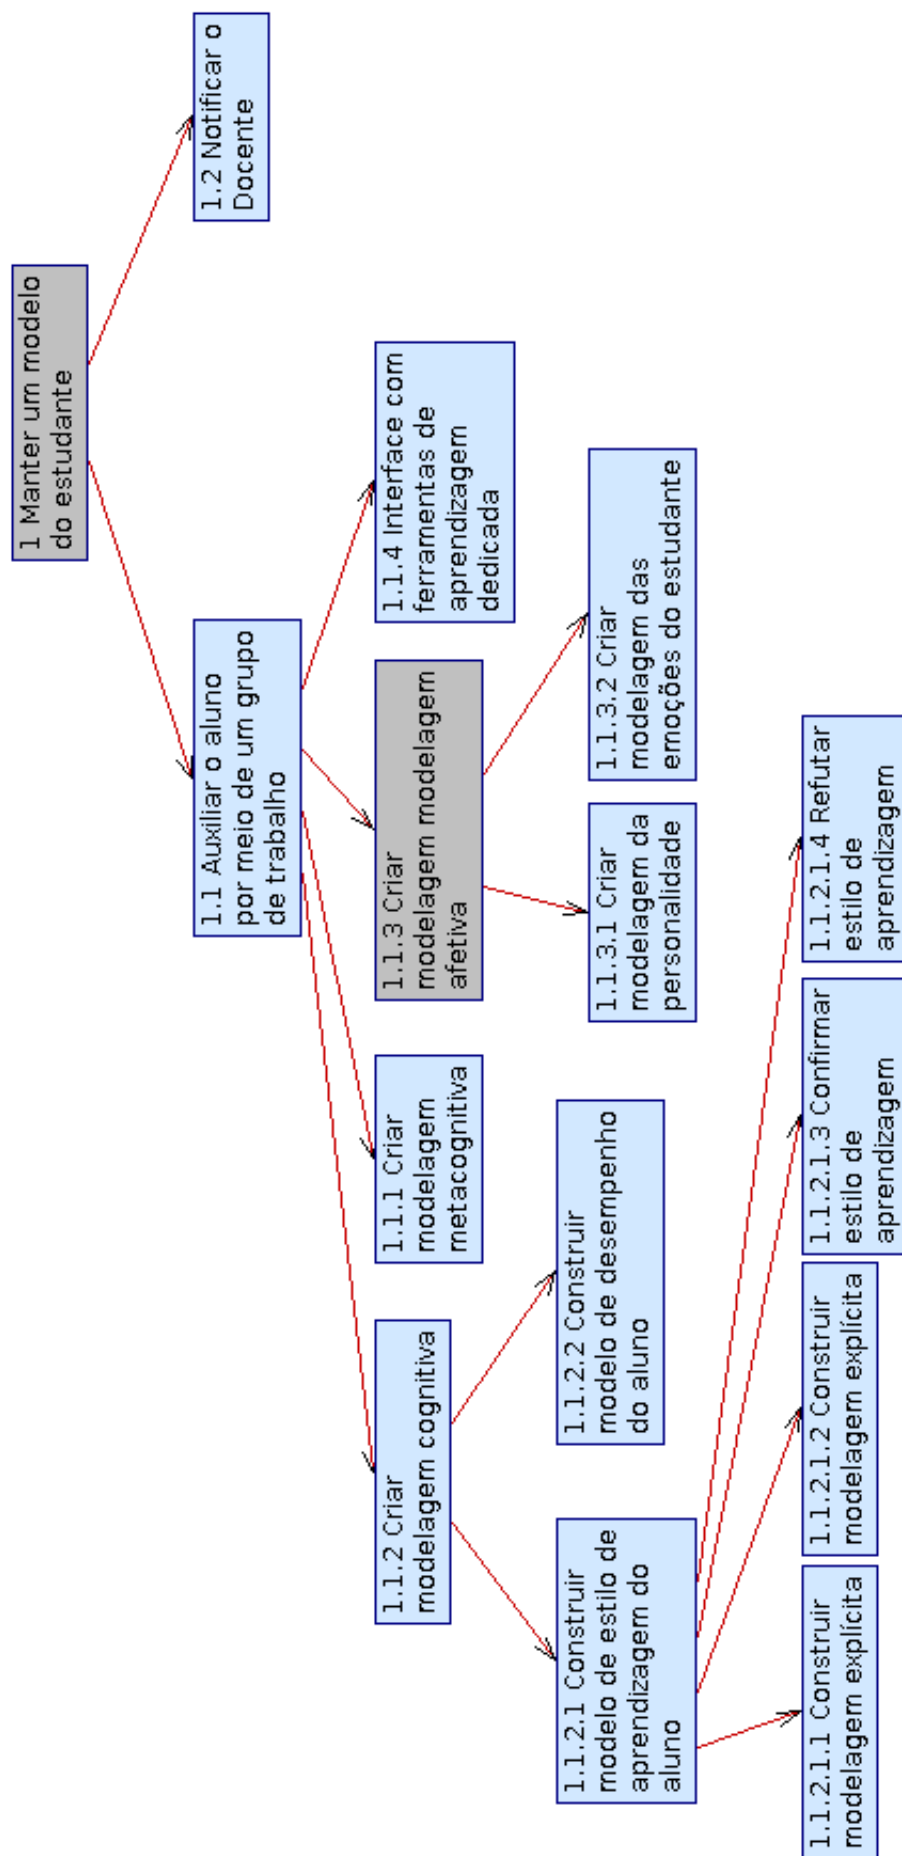 1 Manter um modelo
do estudante
1.1 Auxiliar o aluno
por meio de um grupo
de trabalho
1.2 Notificar o
Docente
1.1.2 Criar
modelagem cognitiva
1.1.1 Criar
modelagem
metacognitiva
1.1.3 Criar
modelagem modelagem
afetiva
1.1.4 Interface com
ferramentas de
aprendizagem
dedicada
1.1.2.1 Construir
modelo de estilo de
aprendizagem do
aluno
1.1.2.2 Construir
modelo de desempenho
do aluno
1.1.3.1 Criar
modelagem da
personalidade
1.1.3.2 Criar
modelagem das
emoções do estudante
1.1.2.1.1 Construir
modelagem explícita
1.1.2.1.2 Construir
modelagem explícita
1.1.2.1.3 Confirmar
estilo de
aprendizagem
1.1.2.1.4 Refutar
estilo de
aprendizagem